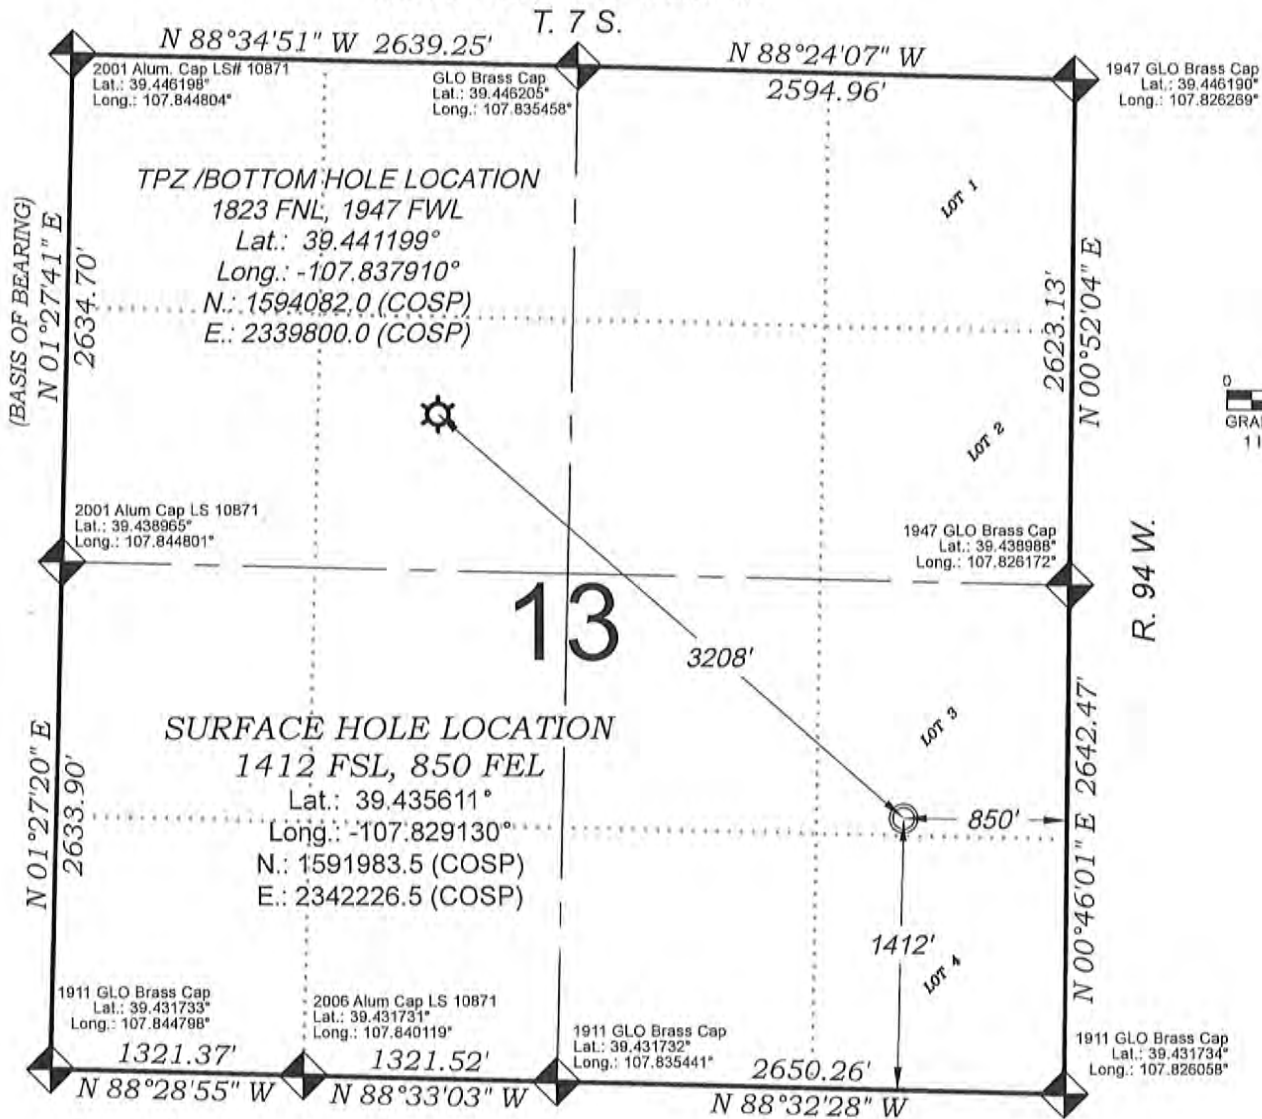 T. 7 S.
N 88°34'51" W 2639.25'
N 88°24'07" W
2594.96'
2001 Alum. Cap LS# 10871
Lat.: 39.446198°
Long.: 107.844804°
GLO Brass Cap
Lat.: 39.446205°
Long.: 107.835458°
1947 GLO Brass Cap
Lat.: 39.446190°
Long.: 107.826269°
TPZ /BOTTOM HOLE LOCATION
1823 FNL, 1947 FWL
Lat.: 39.441199°
Long.: -107.837910°
N.: 1594082.0 (COSP)
E.: 2339800.0 (COSP)
(BASIS OF BEARING)
N 01°27'41" E
2634.70'
LOT 1
2623.13'
N 00°52'04" E
LOT 2
0
GRA
1 I
2001 Alum Cap LS 10871
Lat.: 39.438965°
Long.: 107.844801°
1947 GLO Brass Cap
Lat.: 39.438988°
Long.: 107.826172°
R. 94 W.
13
3208'
SURFACE HOLE LOCATION
1412 FSL, 850 FEL
Lat.: 39.435611°
Long.: -107.829130°
N.: 1591983.5 (COSP)
E.: 2342226.5 (COSP)
N 01°27'20" E
2633.90'
LOT 3
850'
N 00°46'01" E 2642.47'
1412'
LOT 4
1911 GLO Brass Cap
Lat.: 39.431733°
Long.: 107.844798°
2006 Alum Cap LS 10871
Lat.: 39.431731°
Long.: 107.840119°
1911 GLO Brass Cap
Lat.: 39.431732°
Long.: 107.835441°
1911 GLO Brass Cap
Lat.: 39.431734°
Long.: 107.826058°
1321.37'
1321.52'
2650.26'
N 88°28'55" W
N 88°33'03" W
N 88°32'28" W